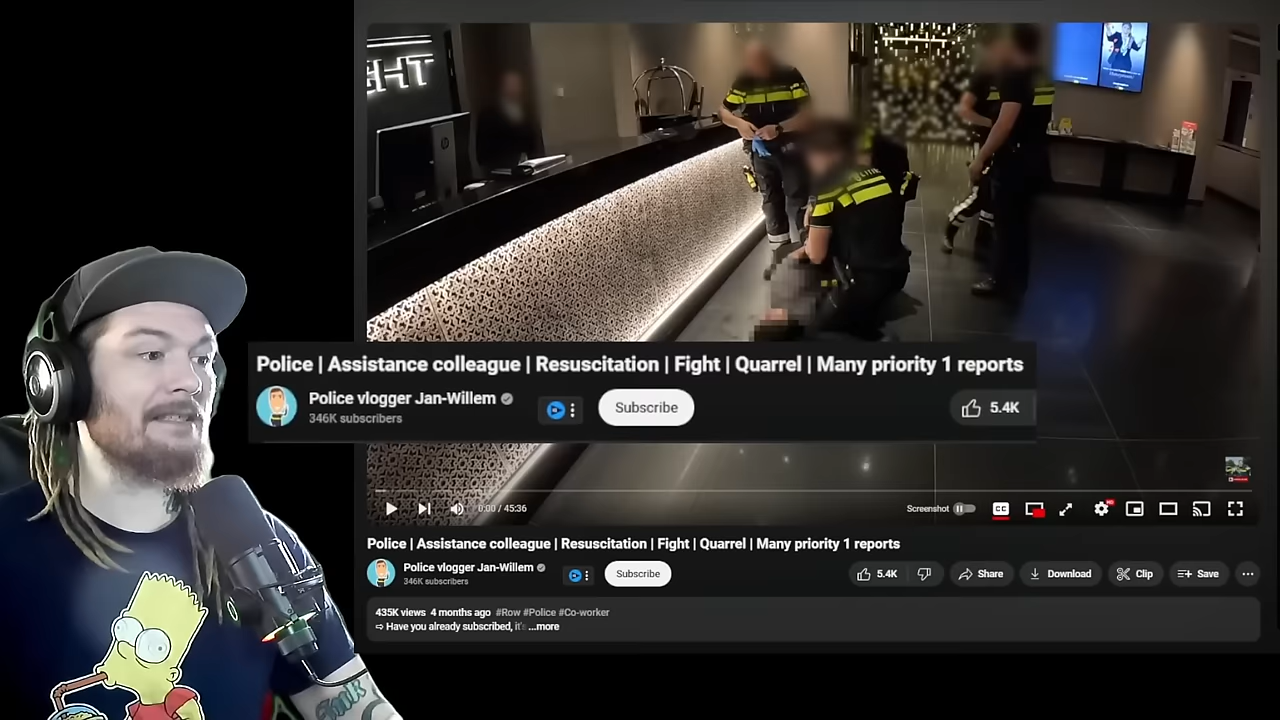 GHT
Police | Assistance colleague | Resuscitation | Fight | Quarrel | Many priority 1 reports
Police vlogger Jan-Willem
346K subscribers
Subscribe
5.4K
0:00 / 45:36
Screenshot
CC
HD
Police | Assistance colleague | Resuscitation | Fight | Quarrel | Many priority 1 reports
Police vlogger Jan-Willem
346K subscribers
Subscribe
5.4K
Share
Download
Clip
Save
435K views 4 months ago #Row #Police #Co-worker
⇨ Have you already subscribed, it's ...more